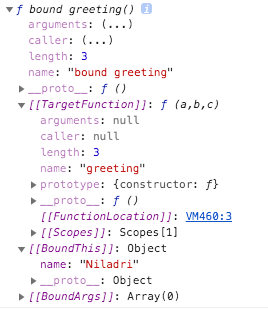 ƒ bound greeting() i
arguments: (...)
caller: (...)
length: 3
name: "bound greeting"
__proto__: ƒ ()
[[TargetFunction]]: ƒ (a,b,c)
arguments: null
caller: null
length: 3
name: "greeting"
prototype: {constructor: ƒ}
__proto__: ƒ ()
[[FunctionLocation]]: VM460:3
[[Scopes]]: Scopes[1]
[[BoundThis]]: Object
name: "Niladri"
__proto__: Object
[[BoundArgs]]: Array(0)